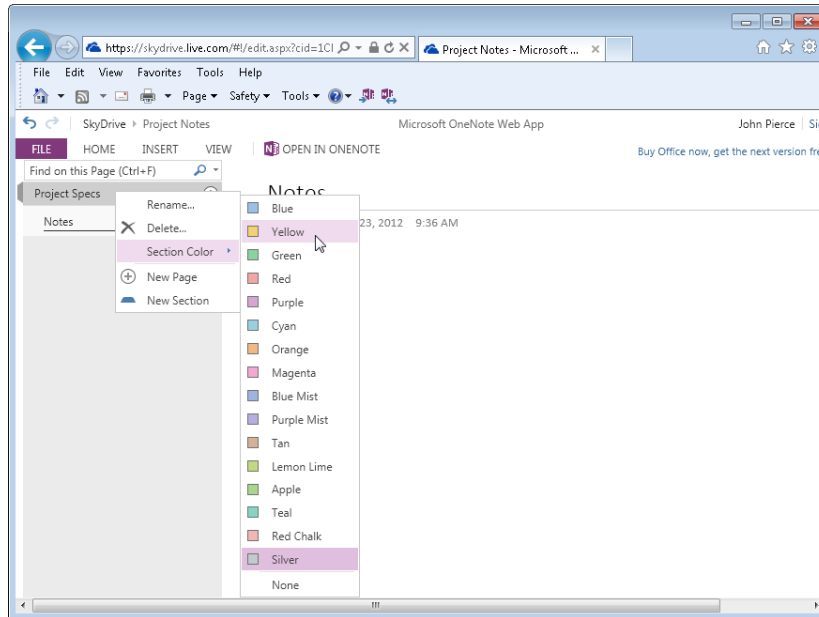 https://skydrive.live.com/#!/edit.aspx?cid=1CI
Project Notes - Microsoft ...
File Edit View Favorites Tools Help
Page Safety Tools
SkyDrive Project Notes Microsoft OneNote Web App John Pierce
FILE HOME INSERT VIEW OPEN IN ONENOTE Buy Office now, get the next version
Find on this Page (Ctrl+F)
Project Specs
Notes
Notes
23, 2012 9:36 AM
Rename...
Delete...
Section Color
New Page
New Section
Blue
Yellow
Green
Red
Purple
Cyan
Orange
Magenta
Blue Mist
Purple Mist
Tan
Lemon Lime
Apple
Teal
Red Chalk
Silver
None